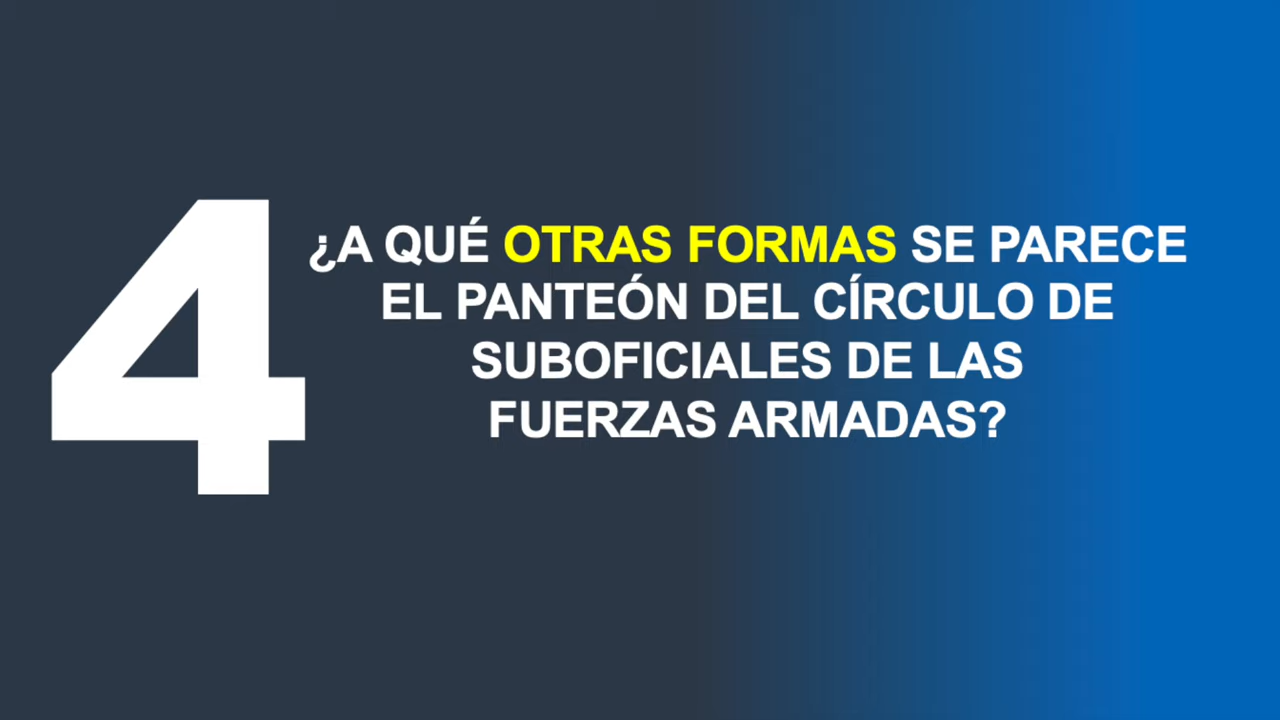 4
¿A QUÉ OTRAS FORMAS SE PARECE
EL PANTEÓN DEL CÍRCULO DE
SUBOFICIALES DE LAS
FUERZAS ARMADAS?